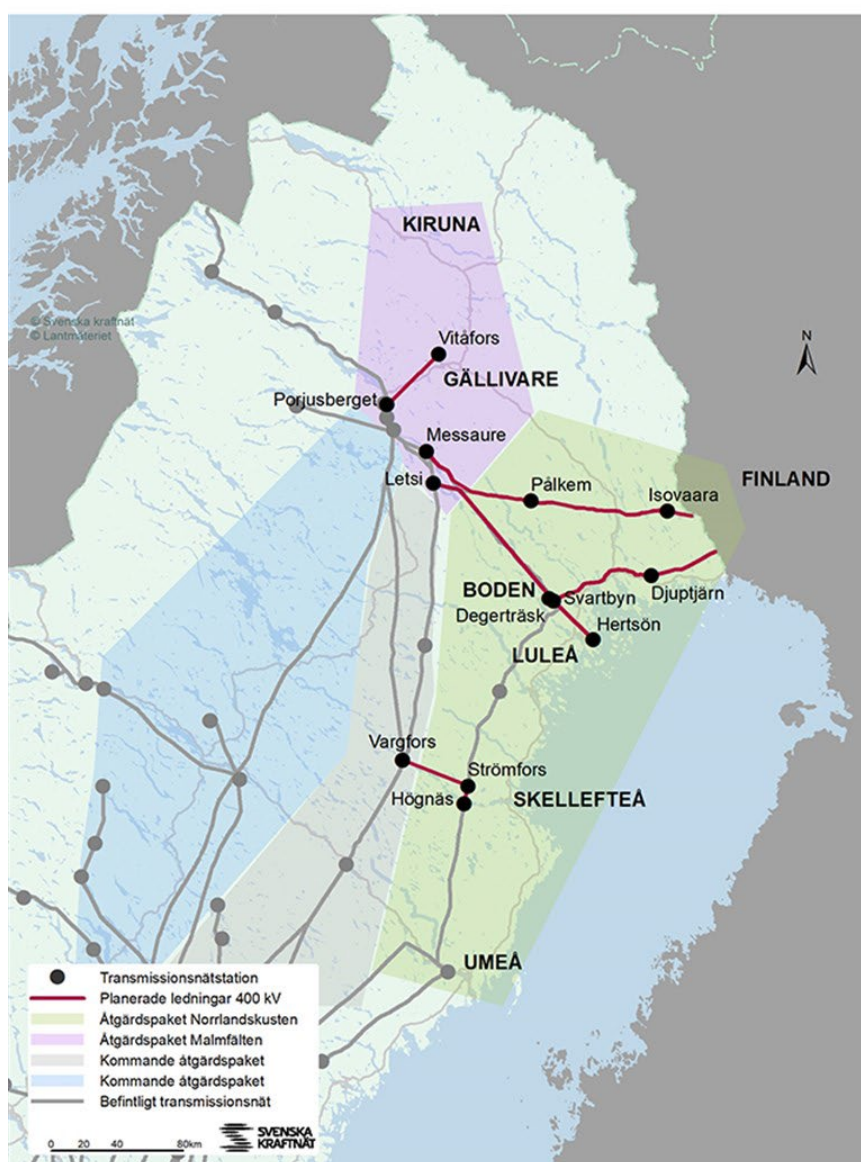 KIRUNA
N
© Svenska kraftnät
© Lantmäteriet
Vitåfors
GÄLLIVARE
Porjusberget
Messaure
Letsi
Pålkem
Isovaara
FINLAND
BODEN
Svartbyn
Djuptjärn
Degerträsk
Hertsön
LULEÅ
Vargfors
Strömfors
Högnäs
SKELLEFTEÅ
UMEÅ
Transmissionsnätstation
Planerade ledningar 400 kV
Åtgärdspaket Norrlandskusten
Åtgärdspaket Malmfälten
Kommande åtgärdspaket
Kommande åtgärdspaket
Befintligt transmissionsnät
0 20 40 80km
SVENSKA
KRAFTNÄT